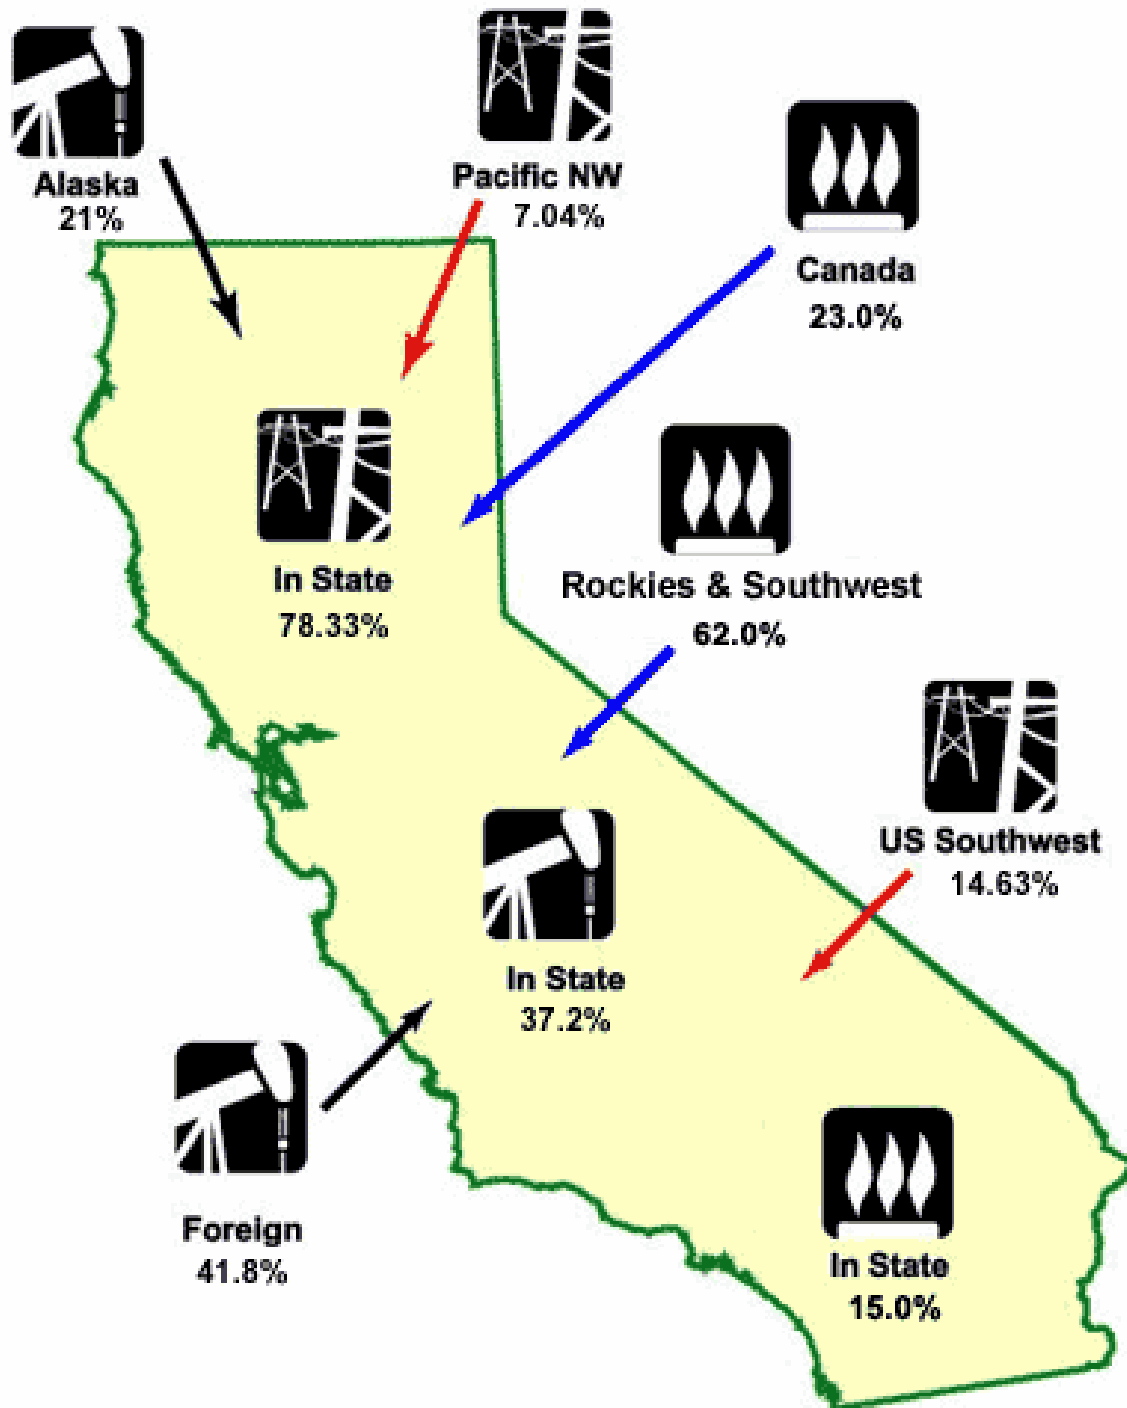 Alaska
21%
Pacific NW
7.04%
Canada
23.0%
In State
78.33%
Rockies & Southwest
62.0%
US Southwest
14.63%
In State
37.2%
Foreign
41.8%
In State
15.0%